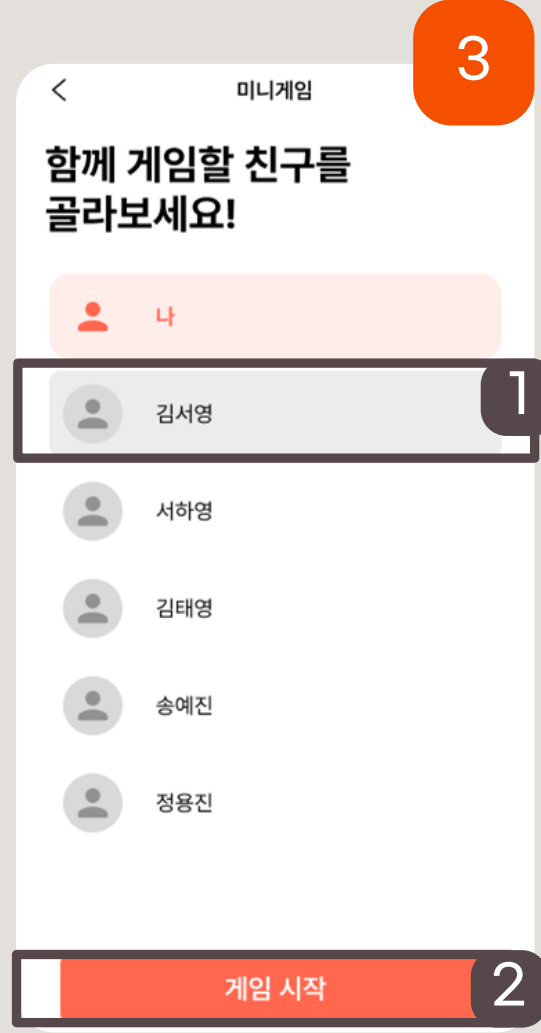 3
미니게임
함께 게임할 친구를
골라보세요!
나
1
김서영
서하영
김태영
송예진
정용진
게임 시작
2